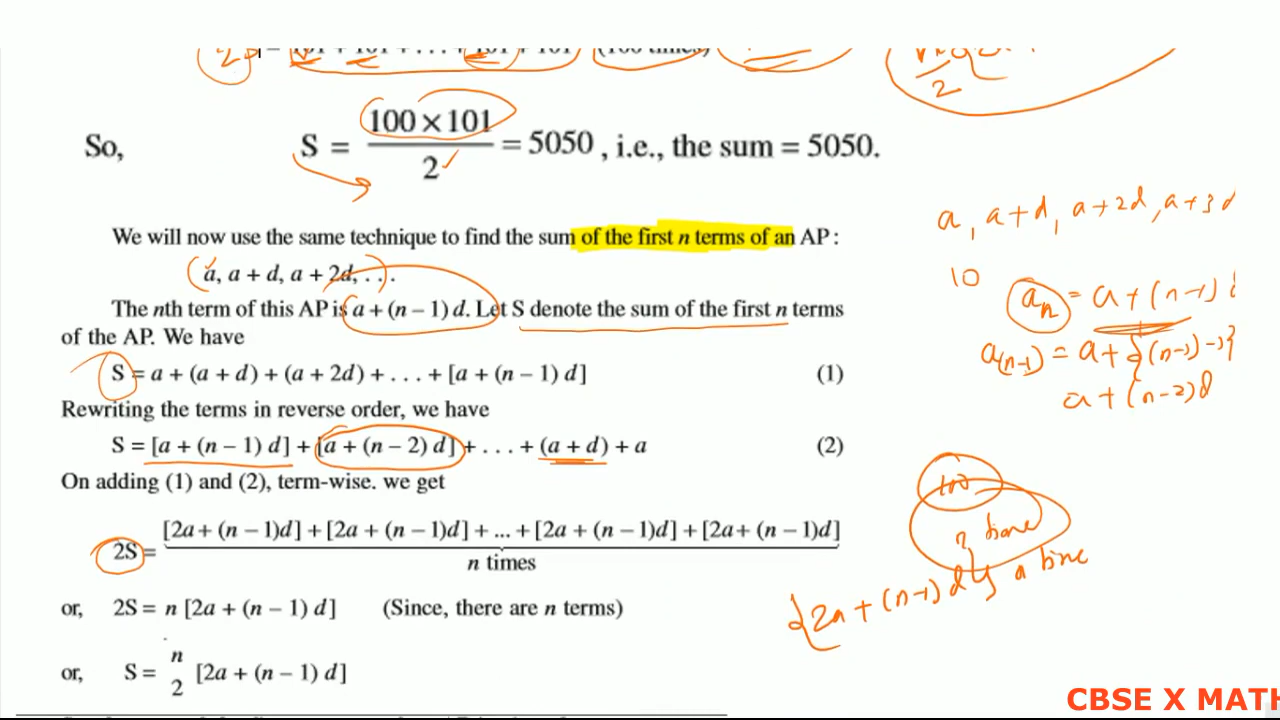 So, S = 100 × 101 / 2 = 5050 , i.e., the sum = 5050.
We will now use the same technique to find the sum of the first n terms of an AP :
a, a + d, a + 2d, . . .
The nth term of this AP is a + (n – 1) d. Let S denote the sum of the first n terms
of the AP. We have
S = a + (a + d) + (a + 2d) + . . . + [a + (n – 1) d] (1)
Rewriting the terms in reverse order, we have
S = [a + (n – 1) d] + [a + (n – 2) d] + . . . + (a + d) + a (2)
On adding (1) and (2), term-wise. we get
2S = [2a + (n – 1)d] + [2a + (n – 1)d] + ... + [2a + (n – 1)d] + [2a + (n – 1)d]
n times
or, 2S = n [2a + (n – 1) d] (Since, there are n terms)
or, S = n/2 [2a + (n – 1) d]
a, a+d, a+2d, a+3d
10
an = a + (n-1)
a(n-1) = a + {(n-1)-1}
a + (n-2)d
100
n time
{2a + (n-1)d} n time
CBSE X MATH